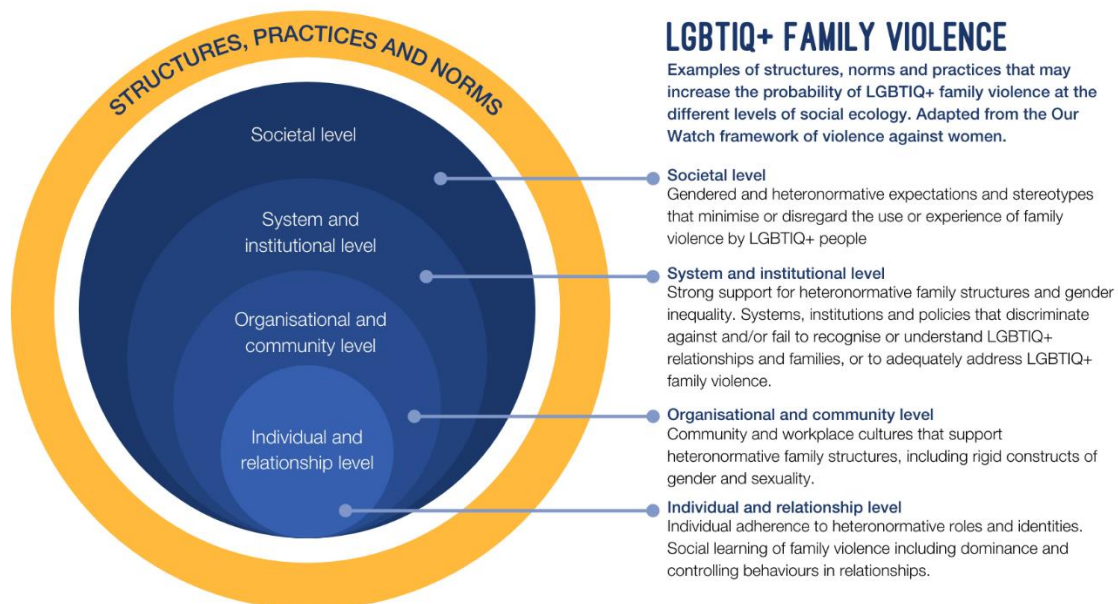 STRUCTURES, PRACTICES AND NORMS
Societal level
System and
institutional level
Organisational and
community level
Individual and
relationship level
LGBTIQ+ FAMILY VIOLENCE
Examples of structures, norms and practices that may
increase the probability of LGBTIQ+ family violence at the
different levels of social ecology. Adapted from the Our
Watch framework of violence against women.
Societal level
Gendered and heteronormative expectations and stereotypes
that minimise or disregard the use or experience of family
violence by LGBTIQ+ people
System and institutional level
Strong support for heteronormative family structures and gender
inequality. Systems, institutions and policies that discriminate
against and/or fail to recognise or understand LGBTIQ+
relationships and families, or to adequately address LGBTIQ+
family violence.
Organisational and community level
Community and workplace cultures that support
heteronormative family structures, including rigid constructs of
gender and sexuality.
Individual and relationship level
Individual adherence to heteronormative roles and identities.
Social learning of family violence including dominance and
controlling behaviours in relationships.